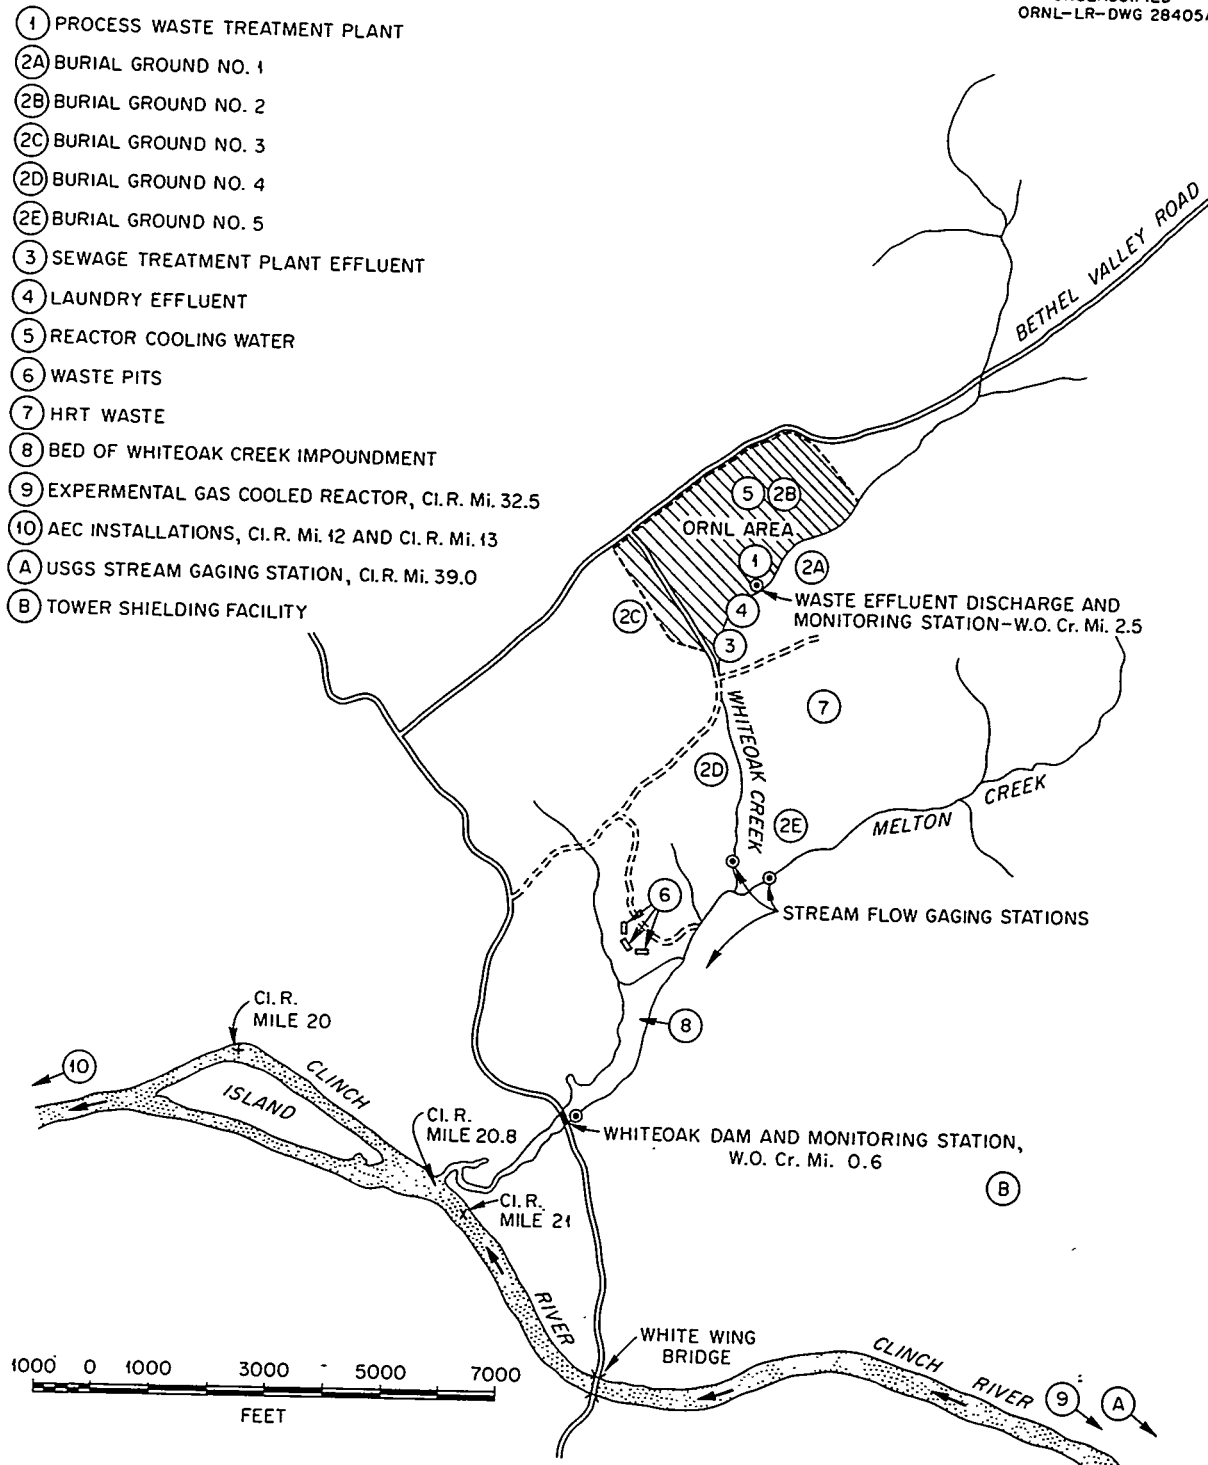 ORNL-LR-DWG 28405A
1 PROCESS WASTE TREATMENT PLANT
2A BURIAL GROUND NO. 1
2B BURIAL GROUND NO. 2
2C BURIAL GROUND NO. 3
2D BURIAL GROUND NO. 4
2E BURIAL GROUND NO. 5
3 SEWAGE TREATMENT PLANT EFFLUENT
4 LAUNDRY EFFLUENT
5 REACTOR COOLING WATER
6 WASTE PITS
7 HRT WASTE
8 BED OF WHITEOAK CREEK IMPOUNDMENT
9 EXPERMENTAL GAS COOLED REACTOR, Cl.R. Mi. 32.5
10 AEC INSTALLATIONS, Cl.R. Mi. 12 AND Cl.R. Mi. 13
A USGS STREAM GAGING STATION, Cl.R. Mi. 39.0
B TOWER SHIELDING FACILITY
BETHEL VALLEY ROAD
5 2B
ORNL AREA
1
2A
4
WASTE EFFLUENT DISCHARGE AND
MONITORING STATION-W.O. Cr. Mi. 2.5
2C
3
7
WHITEOAK CREEK
2D
2E
MELTON CREEK
6
STREAM FLOW GAGING STATIONS
8
Cl. R.
MILE 20
10
CLINCH
ISLAND
Cl. R.
MILE 20.8
WHITEOAK DAM AND MONITORING STATION,
W.O. Cr. Mi. 0.6
B
Cl. R.
MILE 21
RIVER
WHITE WING
BRIDGE
CLINCH
RIVER
9 A
1000 0 1000 3000 5000 7000
FEET